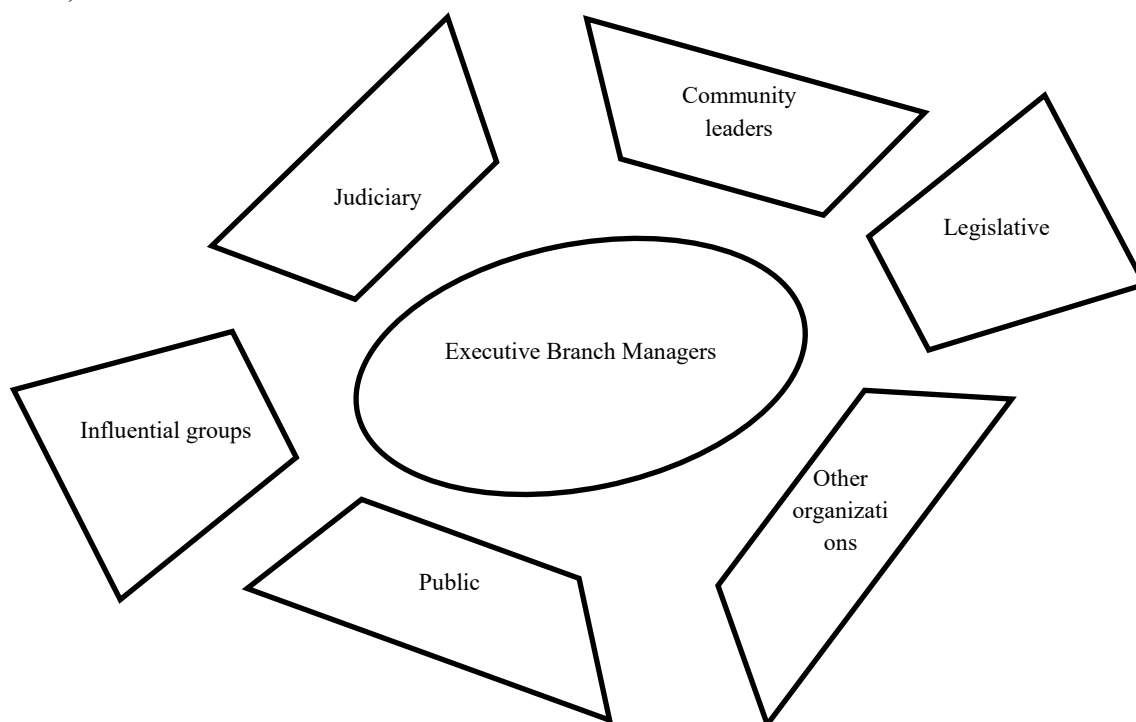 Community
leaders
Judiciary
Legislative
Executive Branch Managers
Influential groups
Other
organizati
ons
Public